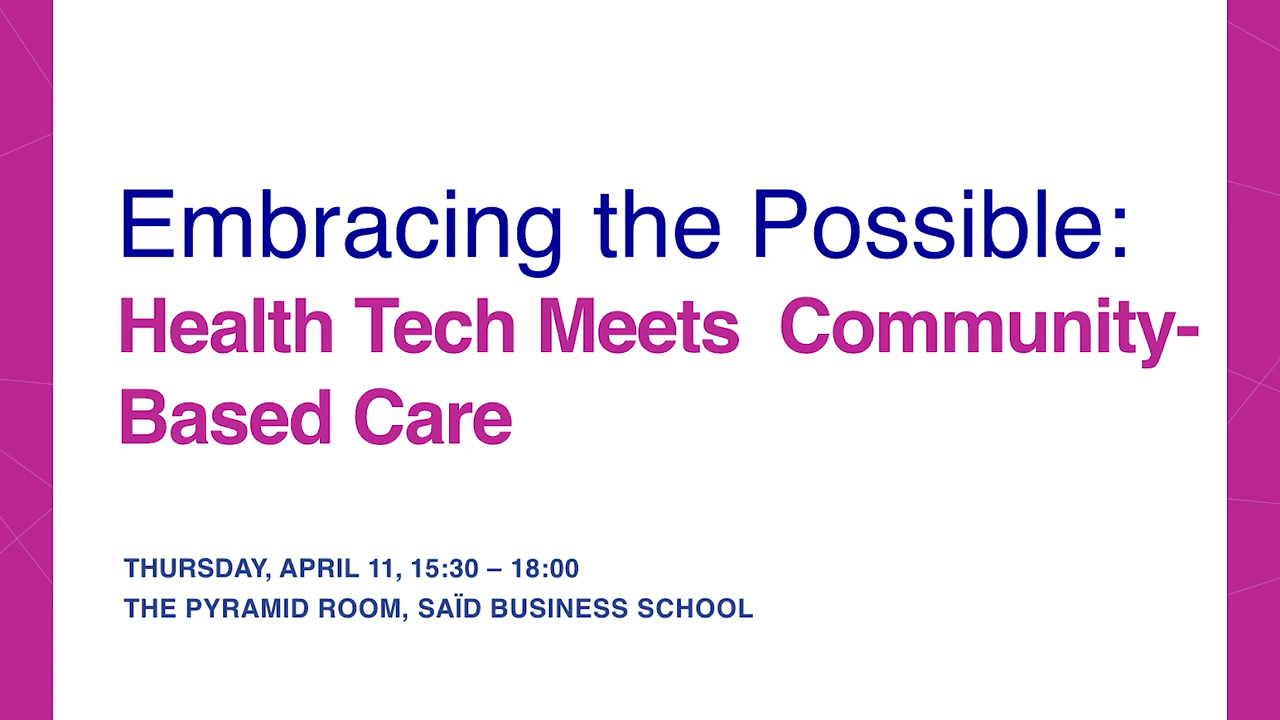 Embracing the Possible:
Health Tech Meets  Community-
Based Care
THURSDAY, APRIL 11, 15:30 – 18:00
THE PYRAMID ROOM, SAÏD BUSINESS SCHOOL